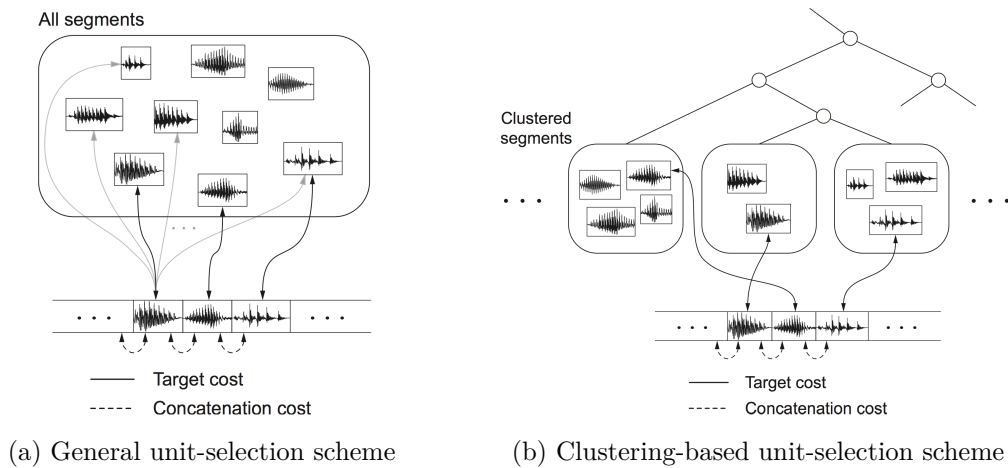 All segments
. . .
. . .
. . .
Target cost
Concatenation cost
(a) General unit-selection scheme
Clustered
segments
. . .
. . .
. . .
. . .
Target cost
Concatenation cost
(b) Clustering-based unit-selection scheme